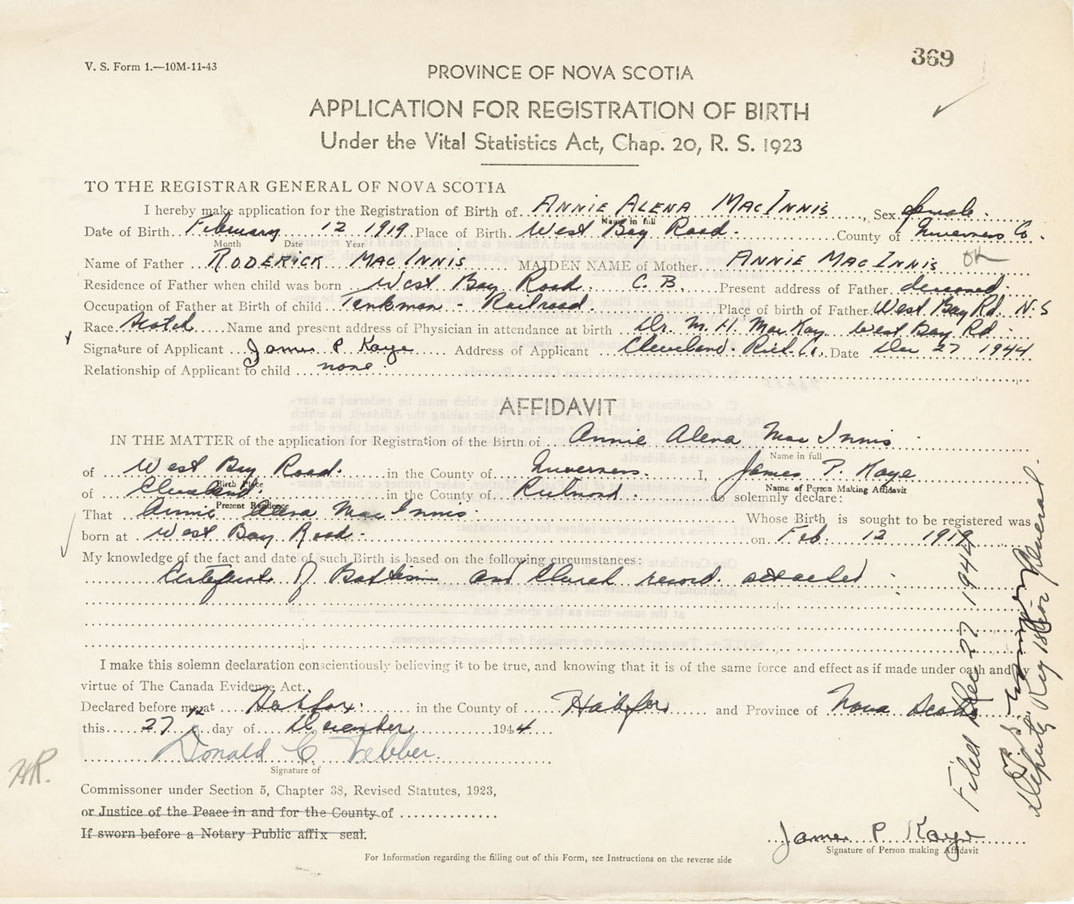 369
V. S. Form 1.—10M-11-43
PROVINCE OF NOVA SCOTIA
APPLICATION FOR REGISTRATION OF BIRTH
Under the Vital Statistics Act, Chap. 20, R. S. 1923
TO THE REGISTRAR GENERAL OF NOVA SCOTIA
I hereby make application for the Registration of Birth of ANNIE ALENA MACINNIS, Sex female.
Name in full
Date of Birth February 12 1919 Place of Birth West Bay Road. County of Inverness Co.
Month Date Year
Name of Father RODERICK MACINNIS MAIDEN NAME of Mother ANNIE MACINNIS OK
Residence of Father when child was born West Bay Road C. B. Present address of Father deceased
Occupation of Father at Birth of child Tankman - Railroad Place of birth of Father West Bay Rd. N.S
Race Scotch Name and present address of Physician in attendance at birth Dr. M. H. MacKay West Bay Rd.
Signature of Applicant James P Kaye Address of Applicant Cleveland - Rich. Co. Date Dec 27 1944
Relationship of Applicant to child none.
AFFIDAVIT
IN THE MATTER of the application for Registration of the Birth of Annie Alena MacInnis
Name in full
of West Bay Road. in the County of Inverness. I, James P. Kaye
Birth Place Name of Person Making Affidavit
of Cleveland in the County of Richmond do solemnly declare:
Present Residence
That Annie Alena MacInnis Whose Birth is sought to be registered was
born at West Bay Road on Feb. 12 1919
My knowledge of the fact and date of such Birth is based on the following circumstances:
Certificate of Baptism and Church record attached
I make this solemn declaration conscientiously believing it to be true, and knowing that it is of the same force and effect as if made under oath and by
virtue of The Canada Evidence Act.
Declared before me at Halifax in the County of Halifax and Province of Nova Scotia
this 27th day of December 1944
Donald C. Webber.
Signature of
HR.
Commissoner under Section 5, Chapter 38, Revised Statutes, 1923,
or Justice of the Peace in and for the County of
If sworn before a Notary Public affix seal.
James P. Kaye
Signature of Person making Affidavit
For Information regarding the filling out of this Form, see Instructions on the reverse side
Filed Dec 27 1944
Deputy Registrar General